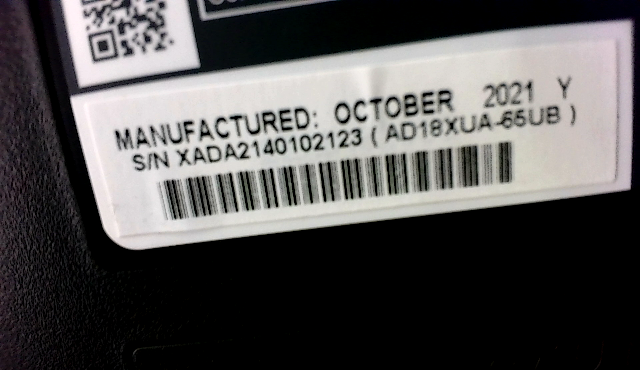 MANUFACTURED: OCTOBER 2021 Y
S/N XADA2140102123 ( AD18XUA-65UB )